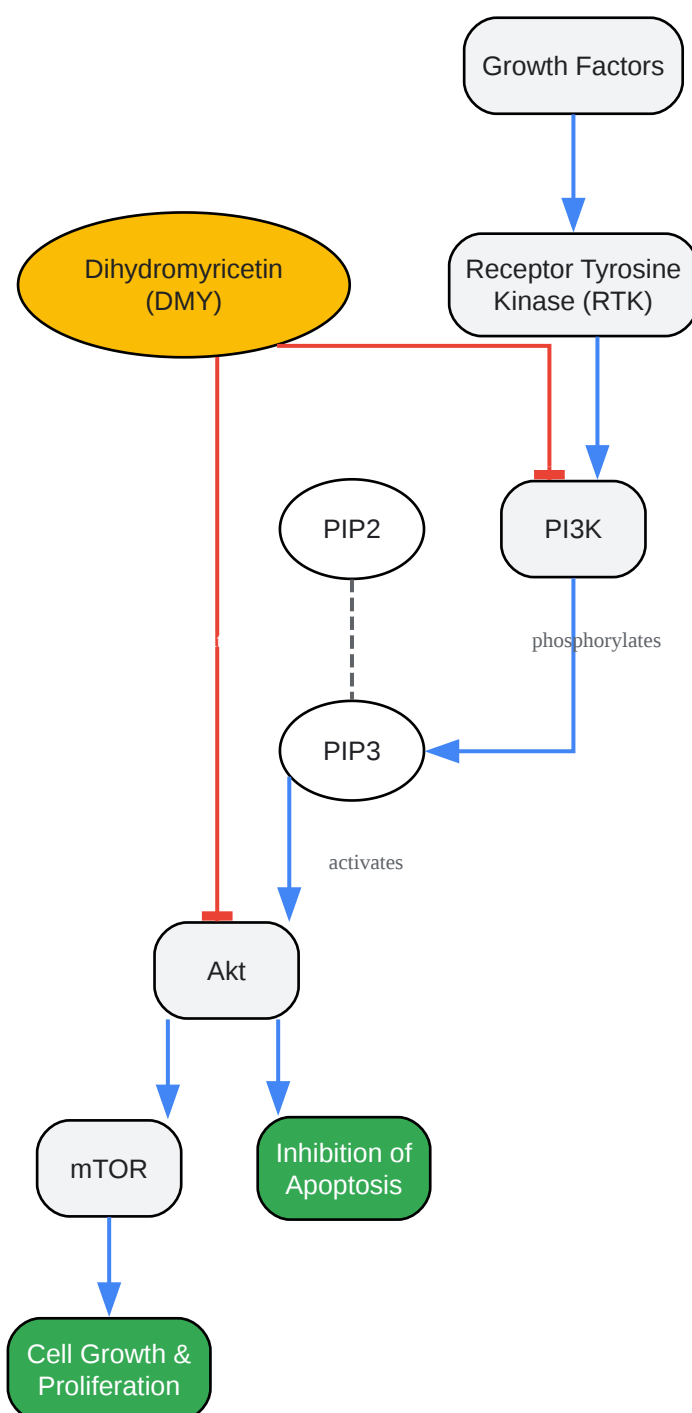 Growth Factors
Dihydromyricetin
(DMY)
Receptor Tyrosine
Kinase (RTK)
PIP2
PI3K
phosphorylates
PIP3
activates
Akt
mTOR
Inhibition of
Apoptosis
Cell Growth &
Proliferation